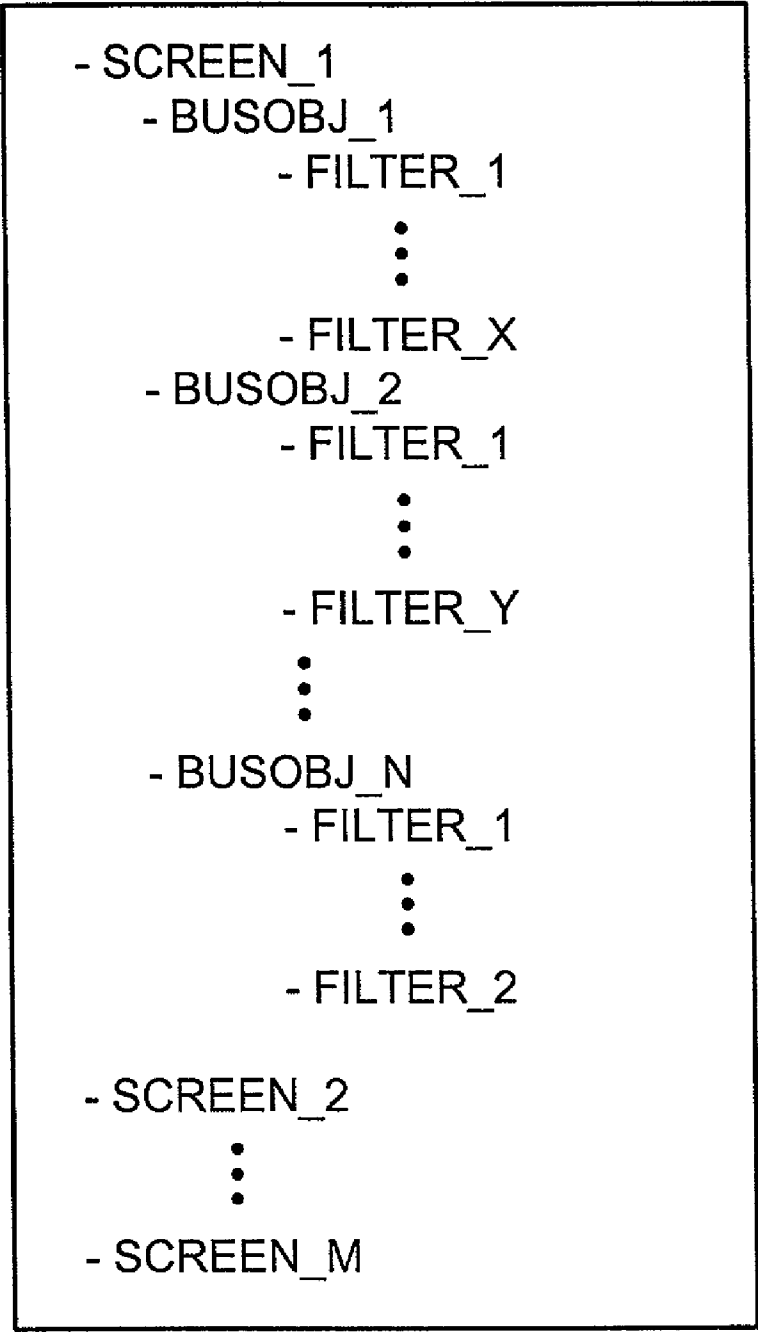 - SCREEN_1
- BUSOBJ_1
- FILTER_1
- FILTER_X
- BUSOBJ_2
- FILTER_1
- FILTER_Y
- BUSOBJ_N
- FILTER_1
- FILTER_2
- SCREEN_2
- SCREEN_M